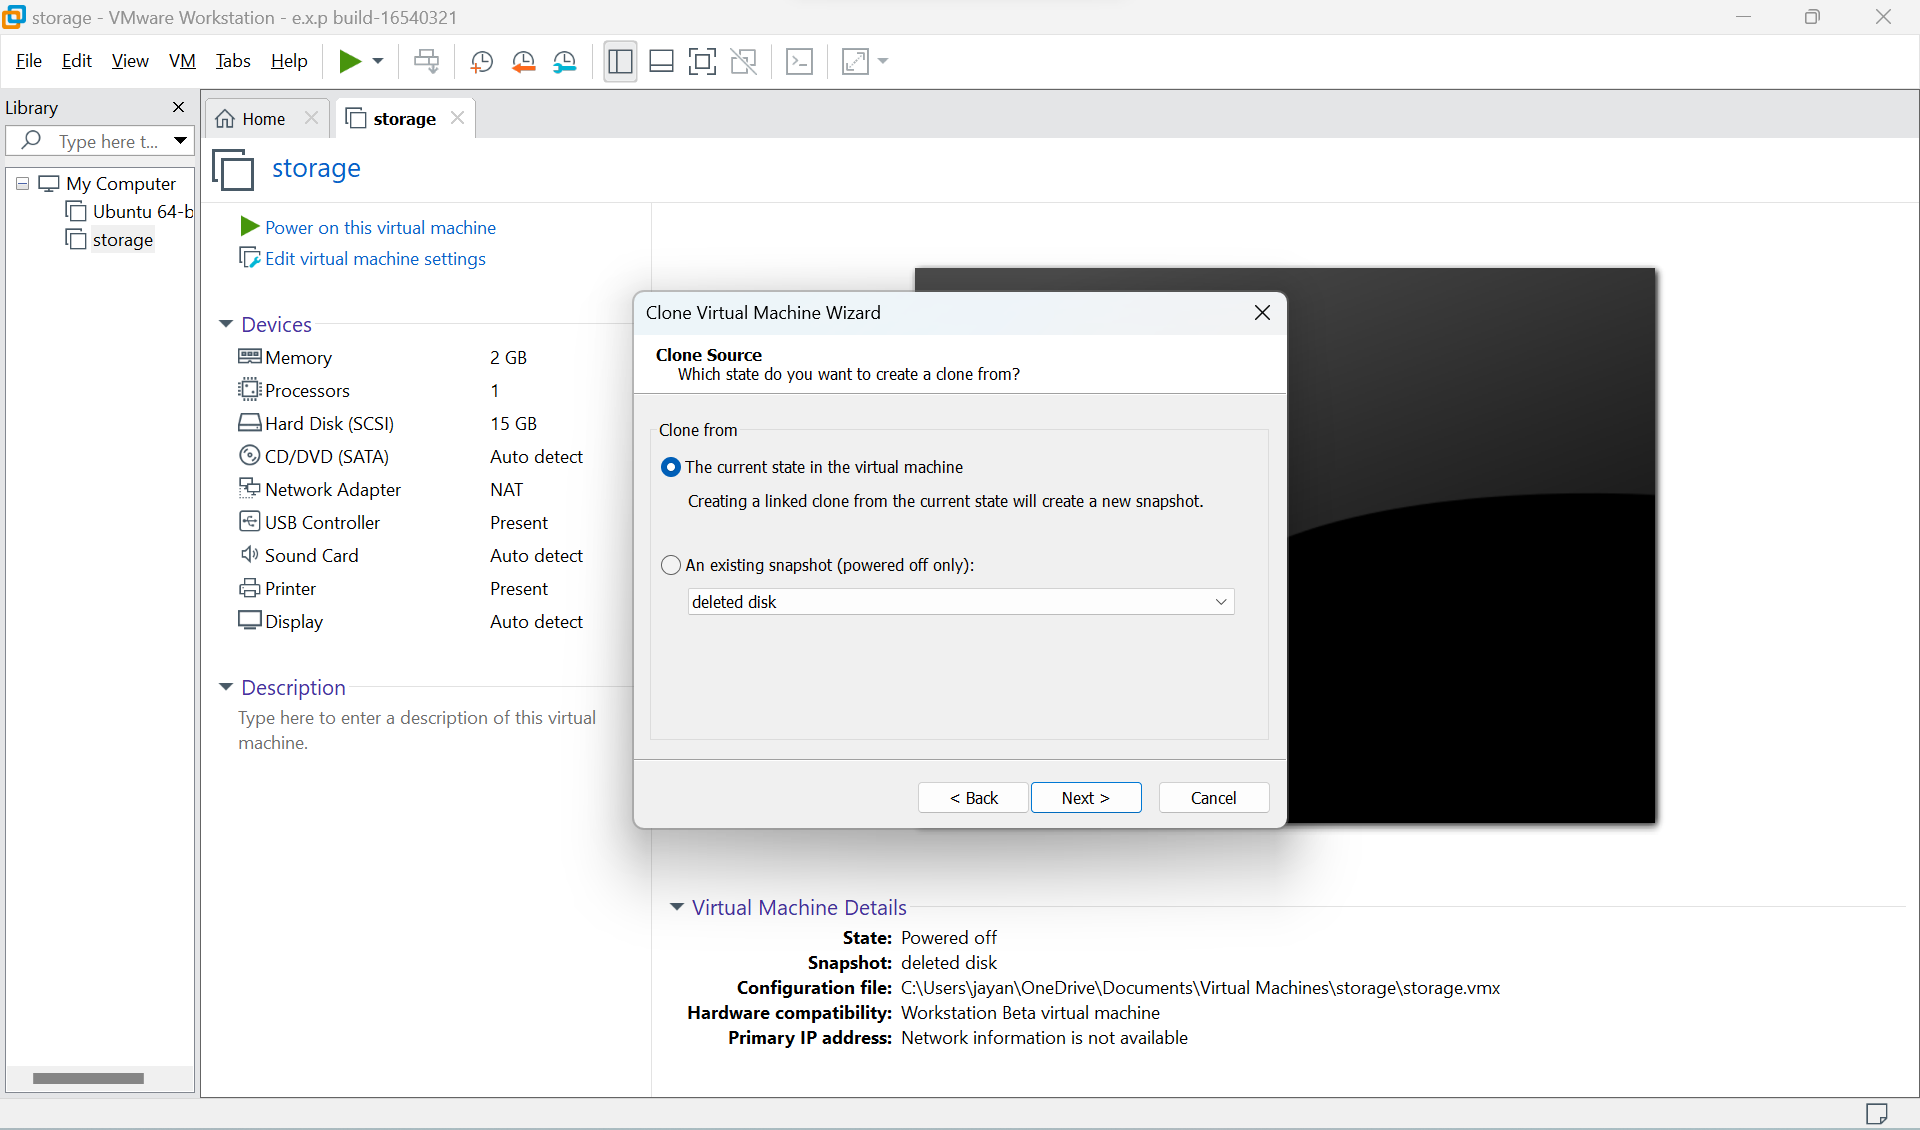 storage - VMware Workstation - e.x.p build-16540321
File Edit View VM Tabs Help
Library
Type here t...
My Computer
Ubuntu 64-b
storage
Home
storage
storage
Power on this virtual machine
Edit virtual machine settings
Devices
Memory 2 GB
Processors 1
Hard Disk (SCSI) 15 GB
CD/DVD (SATA) Auto detect
Network Adapter NAT
USB Controller Present
Sound Card Auto detect
Printer Present
Display Auto detect
Description
Type here to enter a description of this virtual
machine.
Clone Virtual Machine Wizard
Clone Source
Which state do you want to create a clone from?
Clone from
The current state in the virtual machine
Creating a linked clone from the current state will create a new snapshot.
An existing snapshot (powered off only):
deleted disk
< Back Next > Cancel
Virtual Machine Details
State: Powered off
Snapshot: deleted disk
Configuration file: C:\Users\jayan\OneDrive\Documents\Virtual Machines\storage\storage.vmx
Hardware compatibility: Workstation Beta virtual machine
Primary IP address: Network information is not available